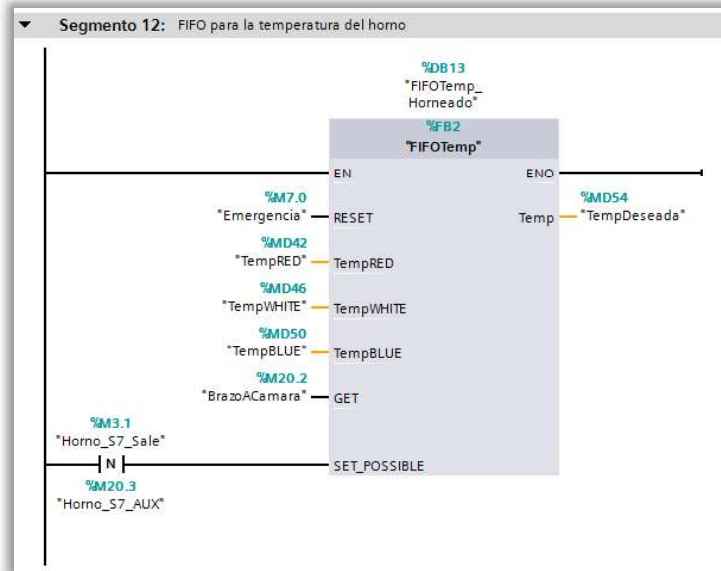 Segmento 12: FIFO para la temperatura del horno
%DB13
"FIFOTemp_
Horneado"
%FB2
"FIFOTemp"
EN ENO
%M7.0
"Emergencia" RESET
%MD54
Temp "TempDeseada"
%MD42
"TempRED" TempRED
%MD46
"TempWHITE" TempWHITE
%MD50
"TempBLUE" TempBLUE
%M20.2
"BrazoACamara" GET
%M3.1
"Horno_S7_Sale"
N SET_POSSIBLE
%M20.3
"Horno_S7_AUX"